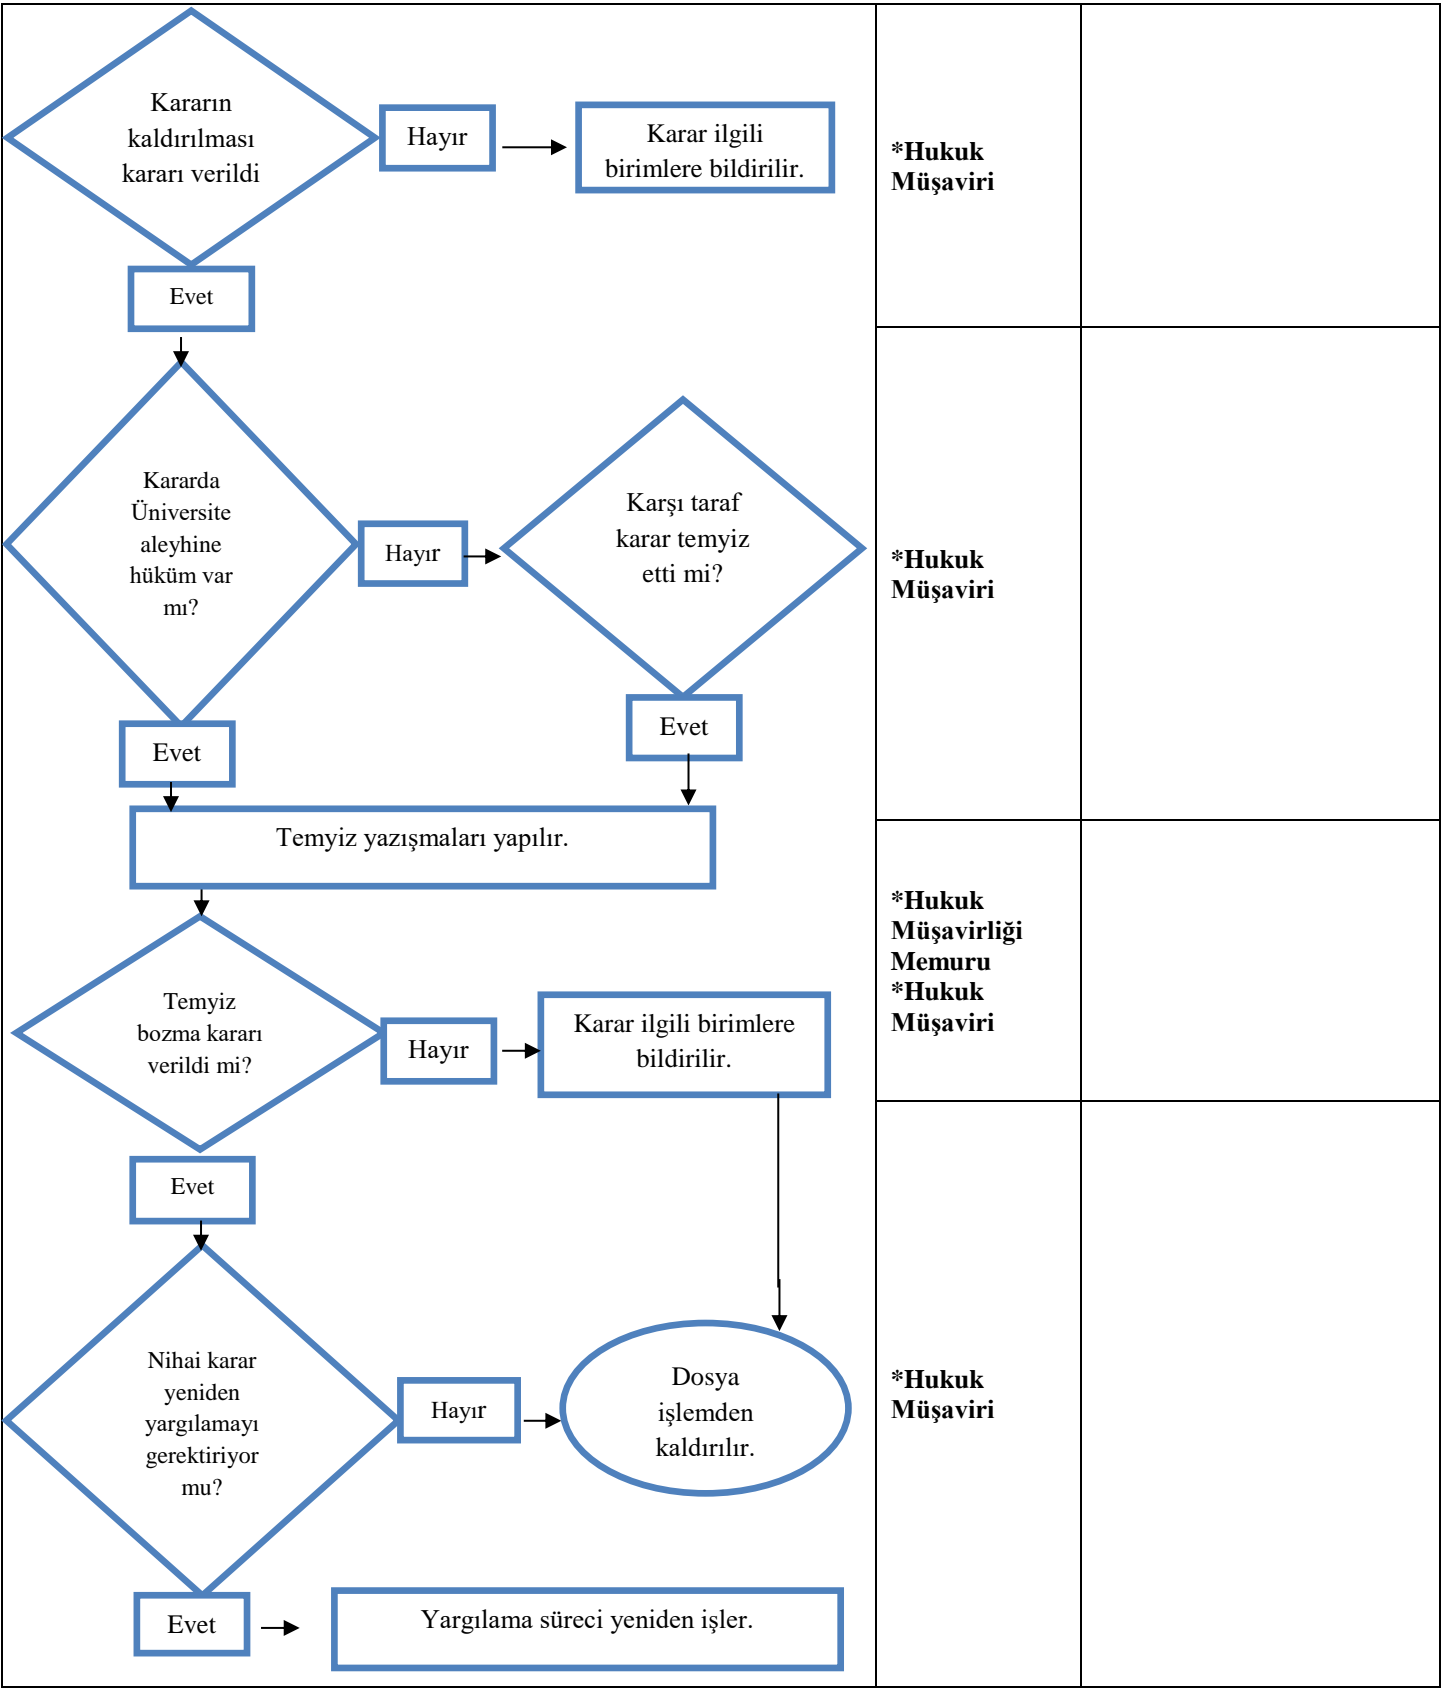 Kararın
kaldırılması
kararı verildi
Hayır
Karar ilgili
birimlere bildirilir.
*Hukuk
Müşaviri
Evet
Kararda
Üniversite
aleyhine
hüküm var
mı?
Hayır
Karşı taraf
karar temyiz
etti mi?
*Hukuk
Müşaviri
Evet
Evet
Temyiz yazışmaları yapılır.
*Hukuk
Müşavirliği
Memuru
*Hukuk
Müşaviri
Temyiz
bozma kararı
verildi mi?
Hayır
Karar ilgili birimlere
bildirilir.
Evet
Nihai karar
yeniden
yargılamayı
gerektiriyor
mu?
Hayır
Dosya
işlemden
kaldırılır.
*Hukuk
Müşaviri
Evet
Yargılama süreci yeniden işler.